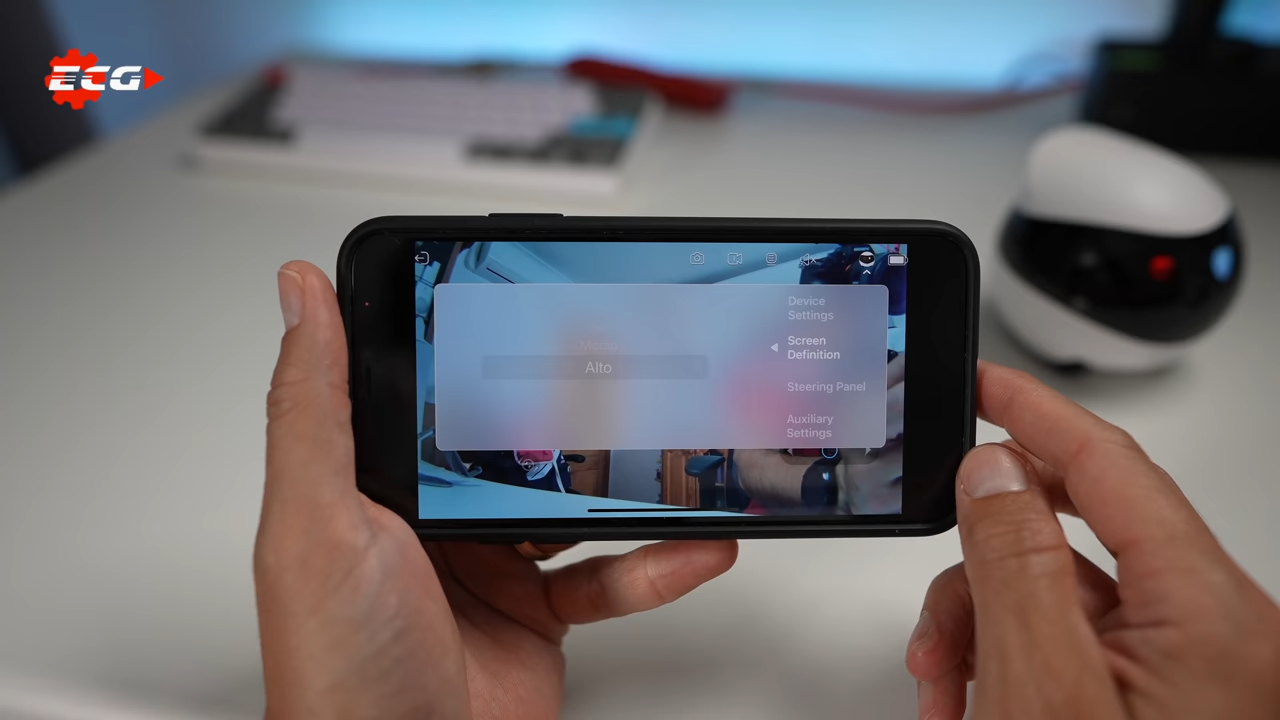 ECG
Device
Settings
Screen
Definition
Alto
Steering Panel
Auxiliary
Settings